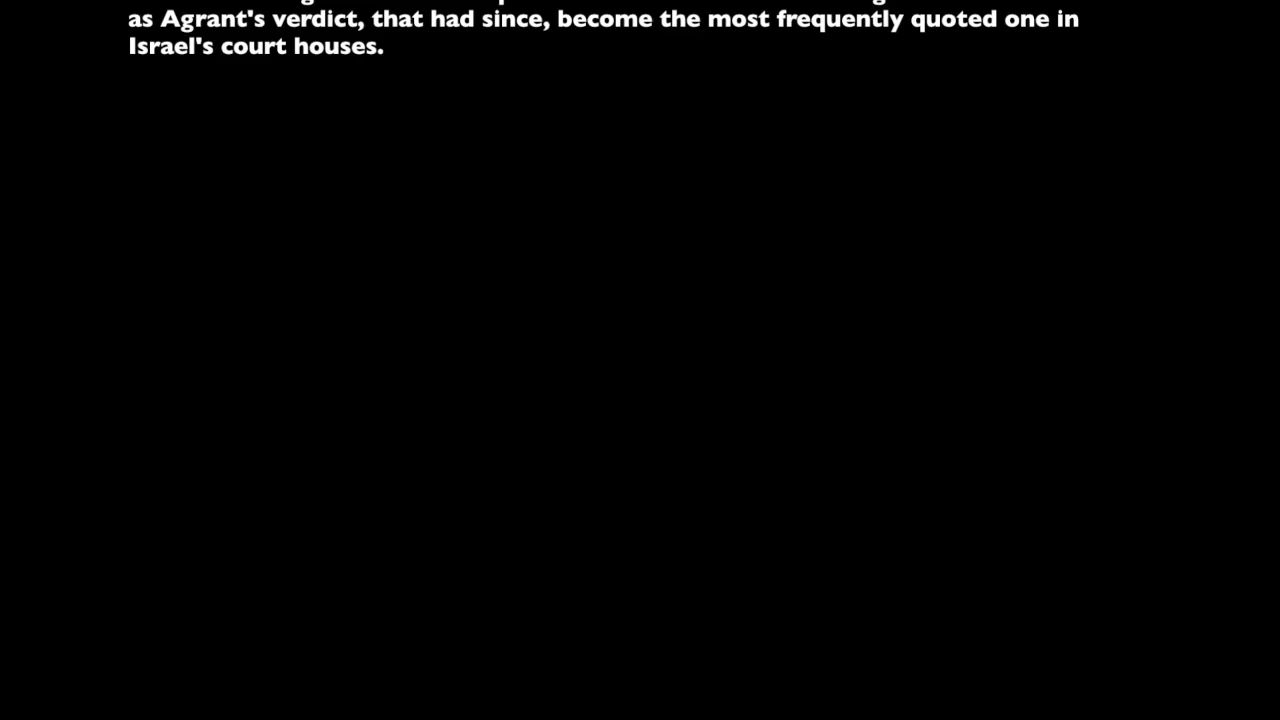 as Agrant's verdict, that had since, become the most frequently quoted one in
Israel's court houses.